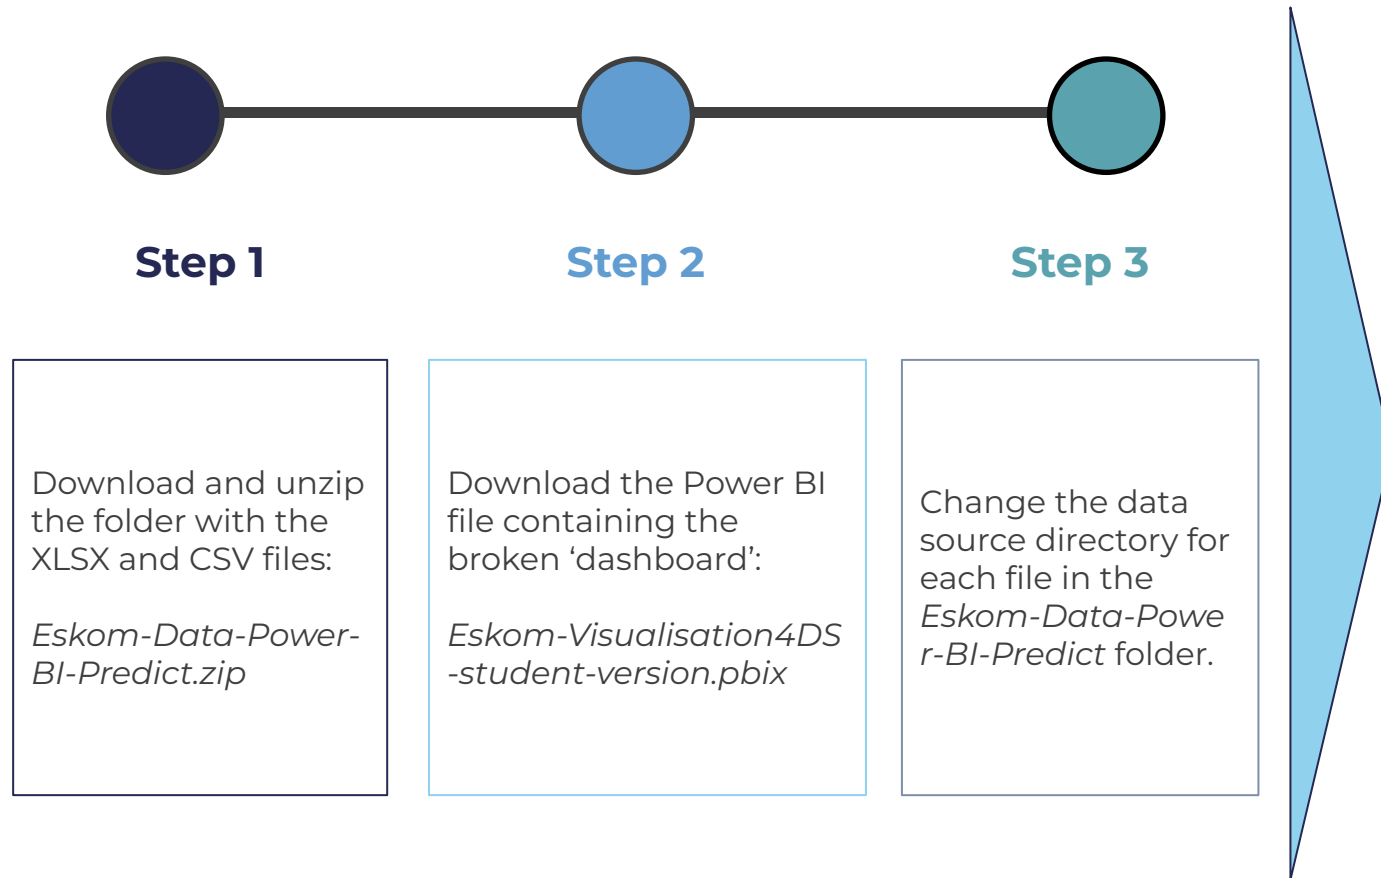 Step 1
Step 2
Step 3
Download and unzip
the folder with the
XLSX and CSV files:
Eskom-Data-Power-
BI-Predict.zip
Download the Power BI
file containing the
broken ‘dashboard’:
Eskom-Visualisation4DS
-student-version.pbix
Change the data
source directory for
each file in the
Eskom-Data-Powe
r-BI-Predict folder.